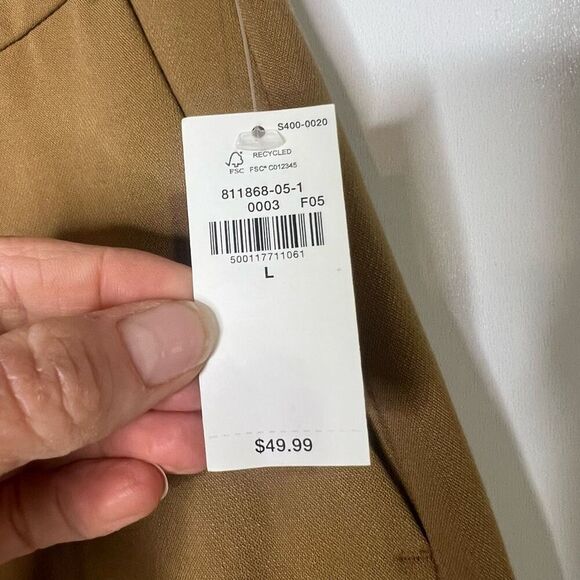 S400-0020
RECYCLED
FSC FSC® C012345
811868-05-1
0003 F05
500117711061
L
$49.99